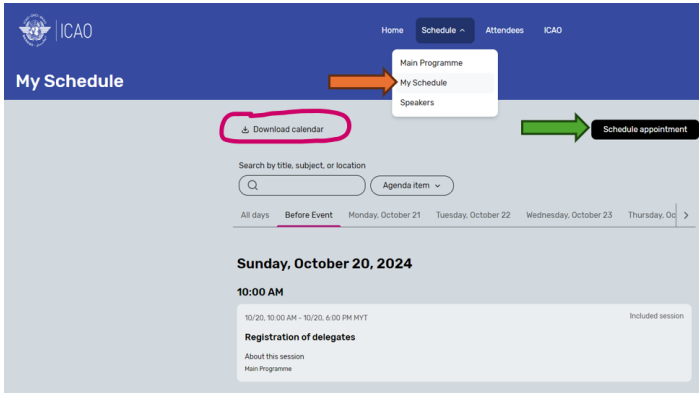 ICAO
Home Schedule Attendees ICAO
Main Programme
My Schedule
My Schedule
Speakers
Download calendar
Schedule appointment
Search by title, subject, or location
Agenda item
All days Before Event Monday, October 21 Tuesday, October 22 Wednesday, October 23 Thursday, Oc
Sunday, October 20, 2024
10:00 AM
10/20, 10:00 AM - 10/20, 6:00 PM MYT Included session
Registration of delegates
About this session
Main Programme